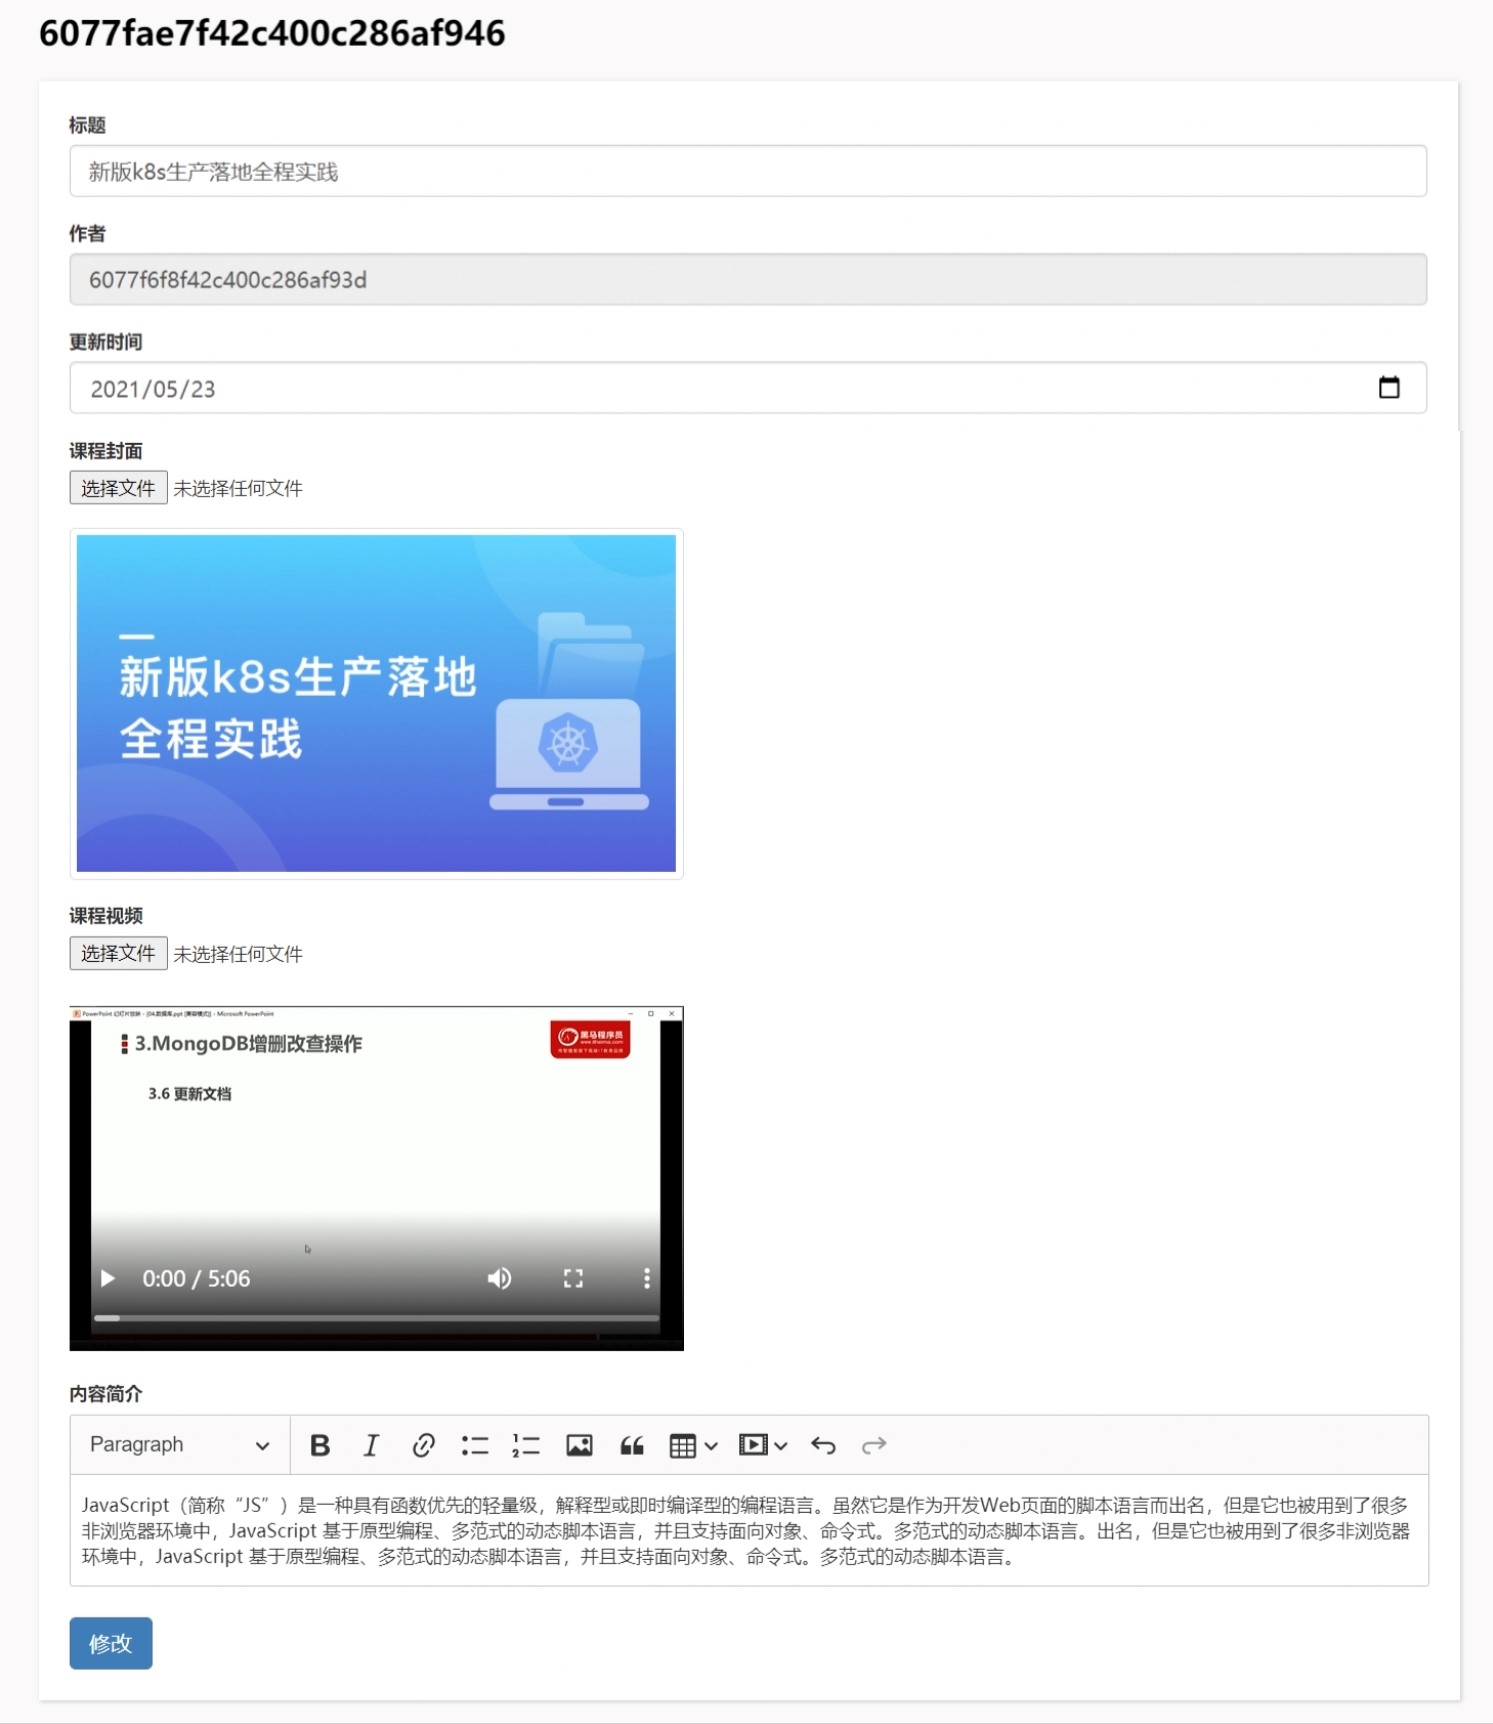 6077fae7f42c400c286af946
标题
新版k8s生产落地全程实践
作者
6077f6f8f42c400c286af93d
更新时间
2021/05/23
课程封面
选择文件 未选择任何文件
新版k8s生产落地
全程实践
课程视频
选择文件 未选择任何文件
3.MongoDB增删改查操作
黑马程序员
www.itheima.com
3.6 更新文档
0:00 / 5:06
内容简介
Paragraph
JavaScript（简称“JS”）是一种具有函数优先的轻量级，解释型或即时编译型的编程语言。虽然它是作为开发Web页面的脚本语言而出名，但是它也被用到了很多
非浏览器环境中，JavaScript 基于原型编程、多范式的动态脚本语言，并且支持面向对象、命令式。多范式的动态脚本语言。出名，但是它也被用到了很多非浏览器
环境中，JavaScript 基于原型编程、多范式的动态脚本语言，并且支持面向对象、命令式。多范式的动态脚本语言。
修改